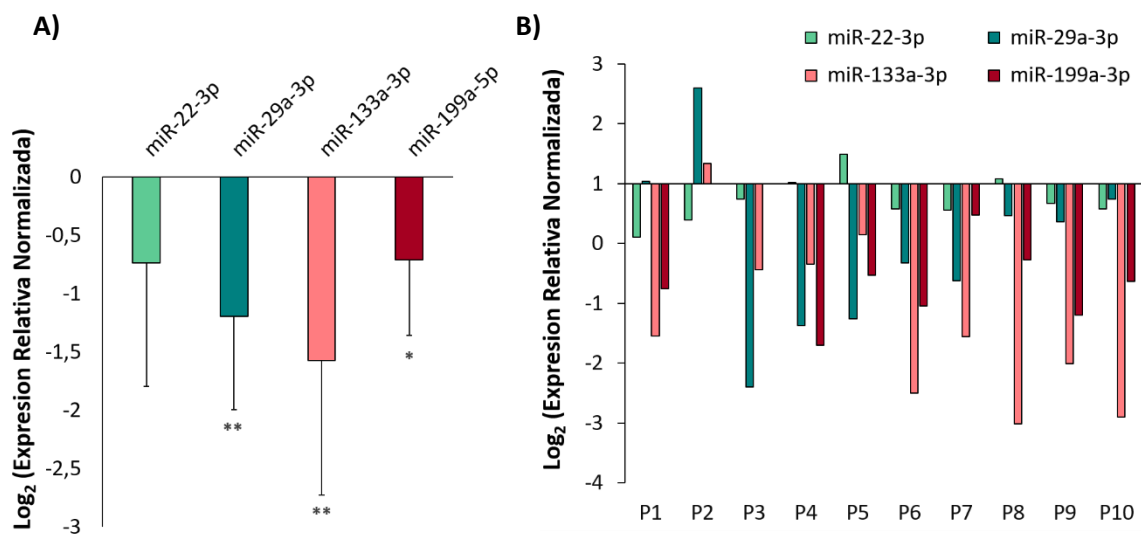 A)
miR-22-3p
miR-29a-3p
miR-133a-3p
miR-199a-5p
Log2 (Expresion Relativa Normalizada)
0
-0,5
-1
-1,5
-2
-2,5
-3
**
**
*
B)
miR-22-3p miR-29a-3p
miR-133a-3p miR-199a-3p
Log2 (Expresion Relativa Normalizada)
3
2
1
0
-1
-2
-3
-4
P1 P2 P3 P4 P5 P6 P7 P8 P9 P10